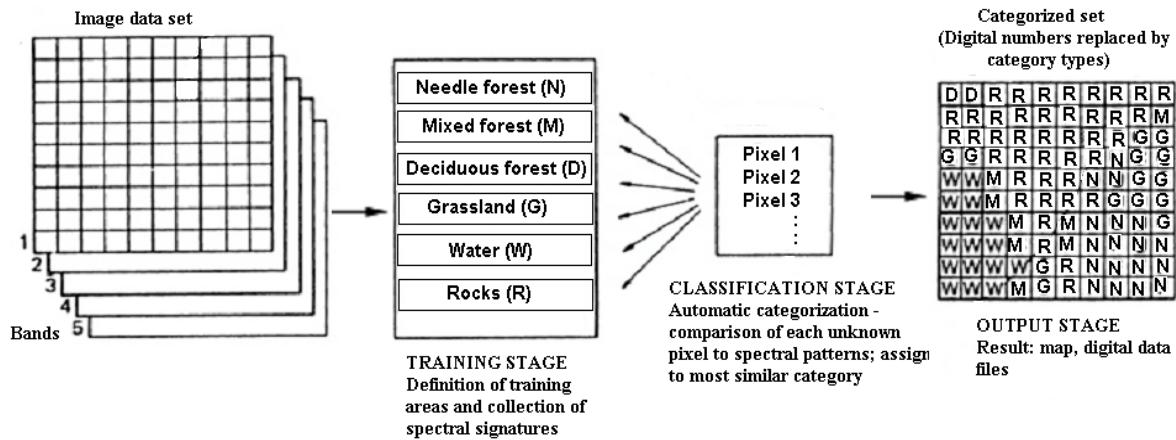 Image data set
1
2
3
4
5
Bands
Needle forest (N)
Mixed forest (M)
Deciduous forest (D)
Grassland (G)
Water (W)
Rocks (R)
TRAINING STAGE
Definition of training
areas and collection of
spectral signatures
Pixel 1
Pixel 2
Pixel 3
CLASSIFICATION STAGE
Automatic categorization -
comparison of each unknown
pixel to spectral patterns; assign
to most similar category
Categorized set
(Digital numbers replaced by
category types)
D D R R R R R R R R
R R R R R R R R R M
R R R R R R R R G G
G G R R R R R N G G
W W M R R R N N G G
W W M R R R R G G G
W W W M R M N N N G
W W W M R M N N N N
W W W W G R N N N N
W W W M G R N N N N
OUTPUT STAGE
Result: map, digital data
files